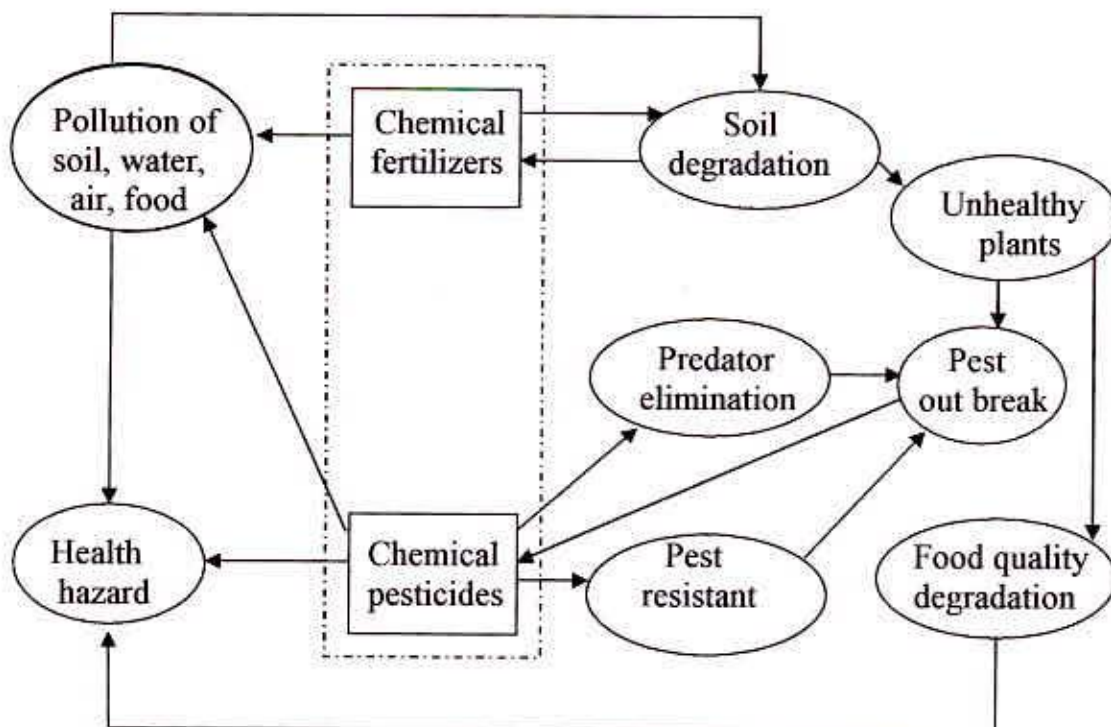 Pollution of
soil, water,
air, food
Chemical
fertilizers
Soil
degradation
Unhealthy
plants
Predator
elimination
Pest
out break
Health
hazard
Chemical
pesticides
Pest
resistant
Food quality
degradation